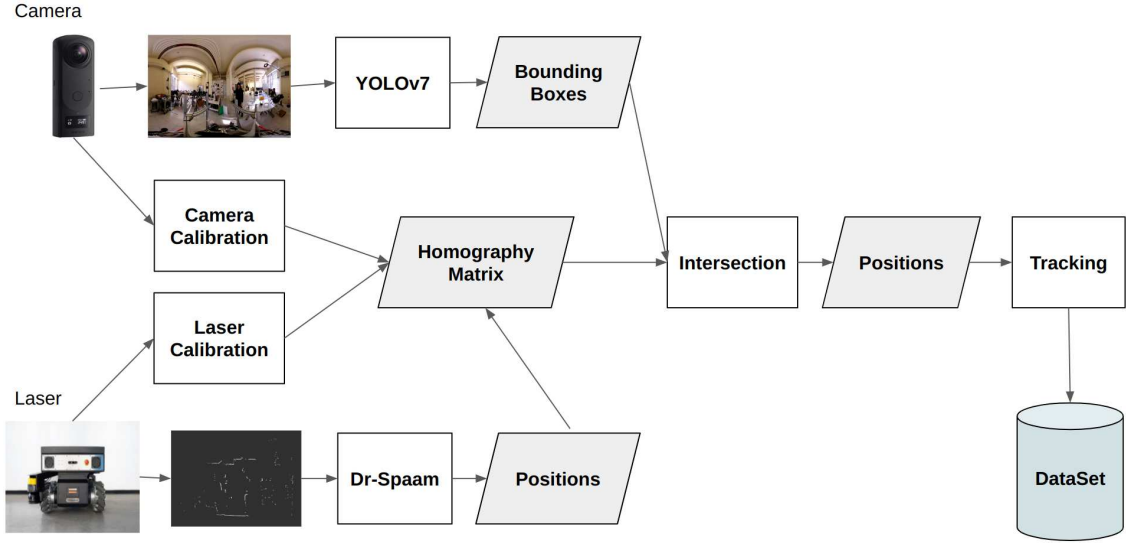 Camera
YOLOv7
Bounding
Boxes
Camera
Calibration
Homography
Matrix
Intersection
Positions
Tracking
Laser
Calibration
Laser
Dr-Spaam
Positions
DataSet